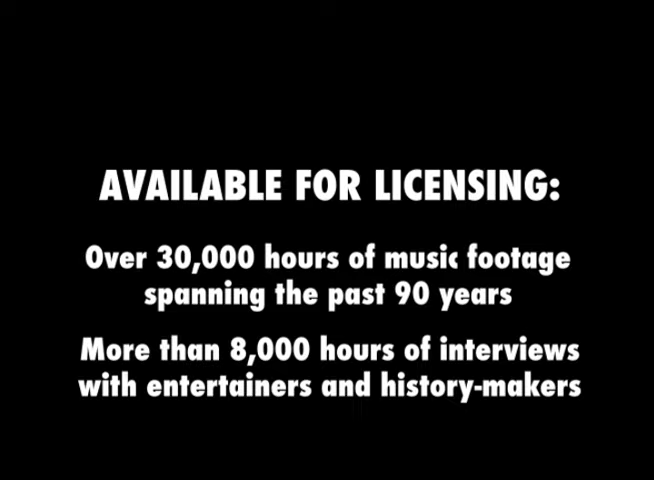 AVAILABLE FOR LICENSING:
Over 30,000 hours of music footage
spanning the past 90 years
More than 8,000 hours of interviews
with entertainers and history-makers